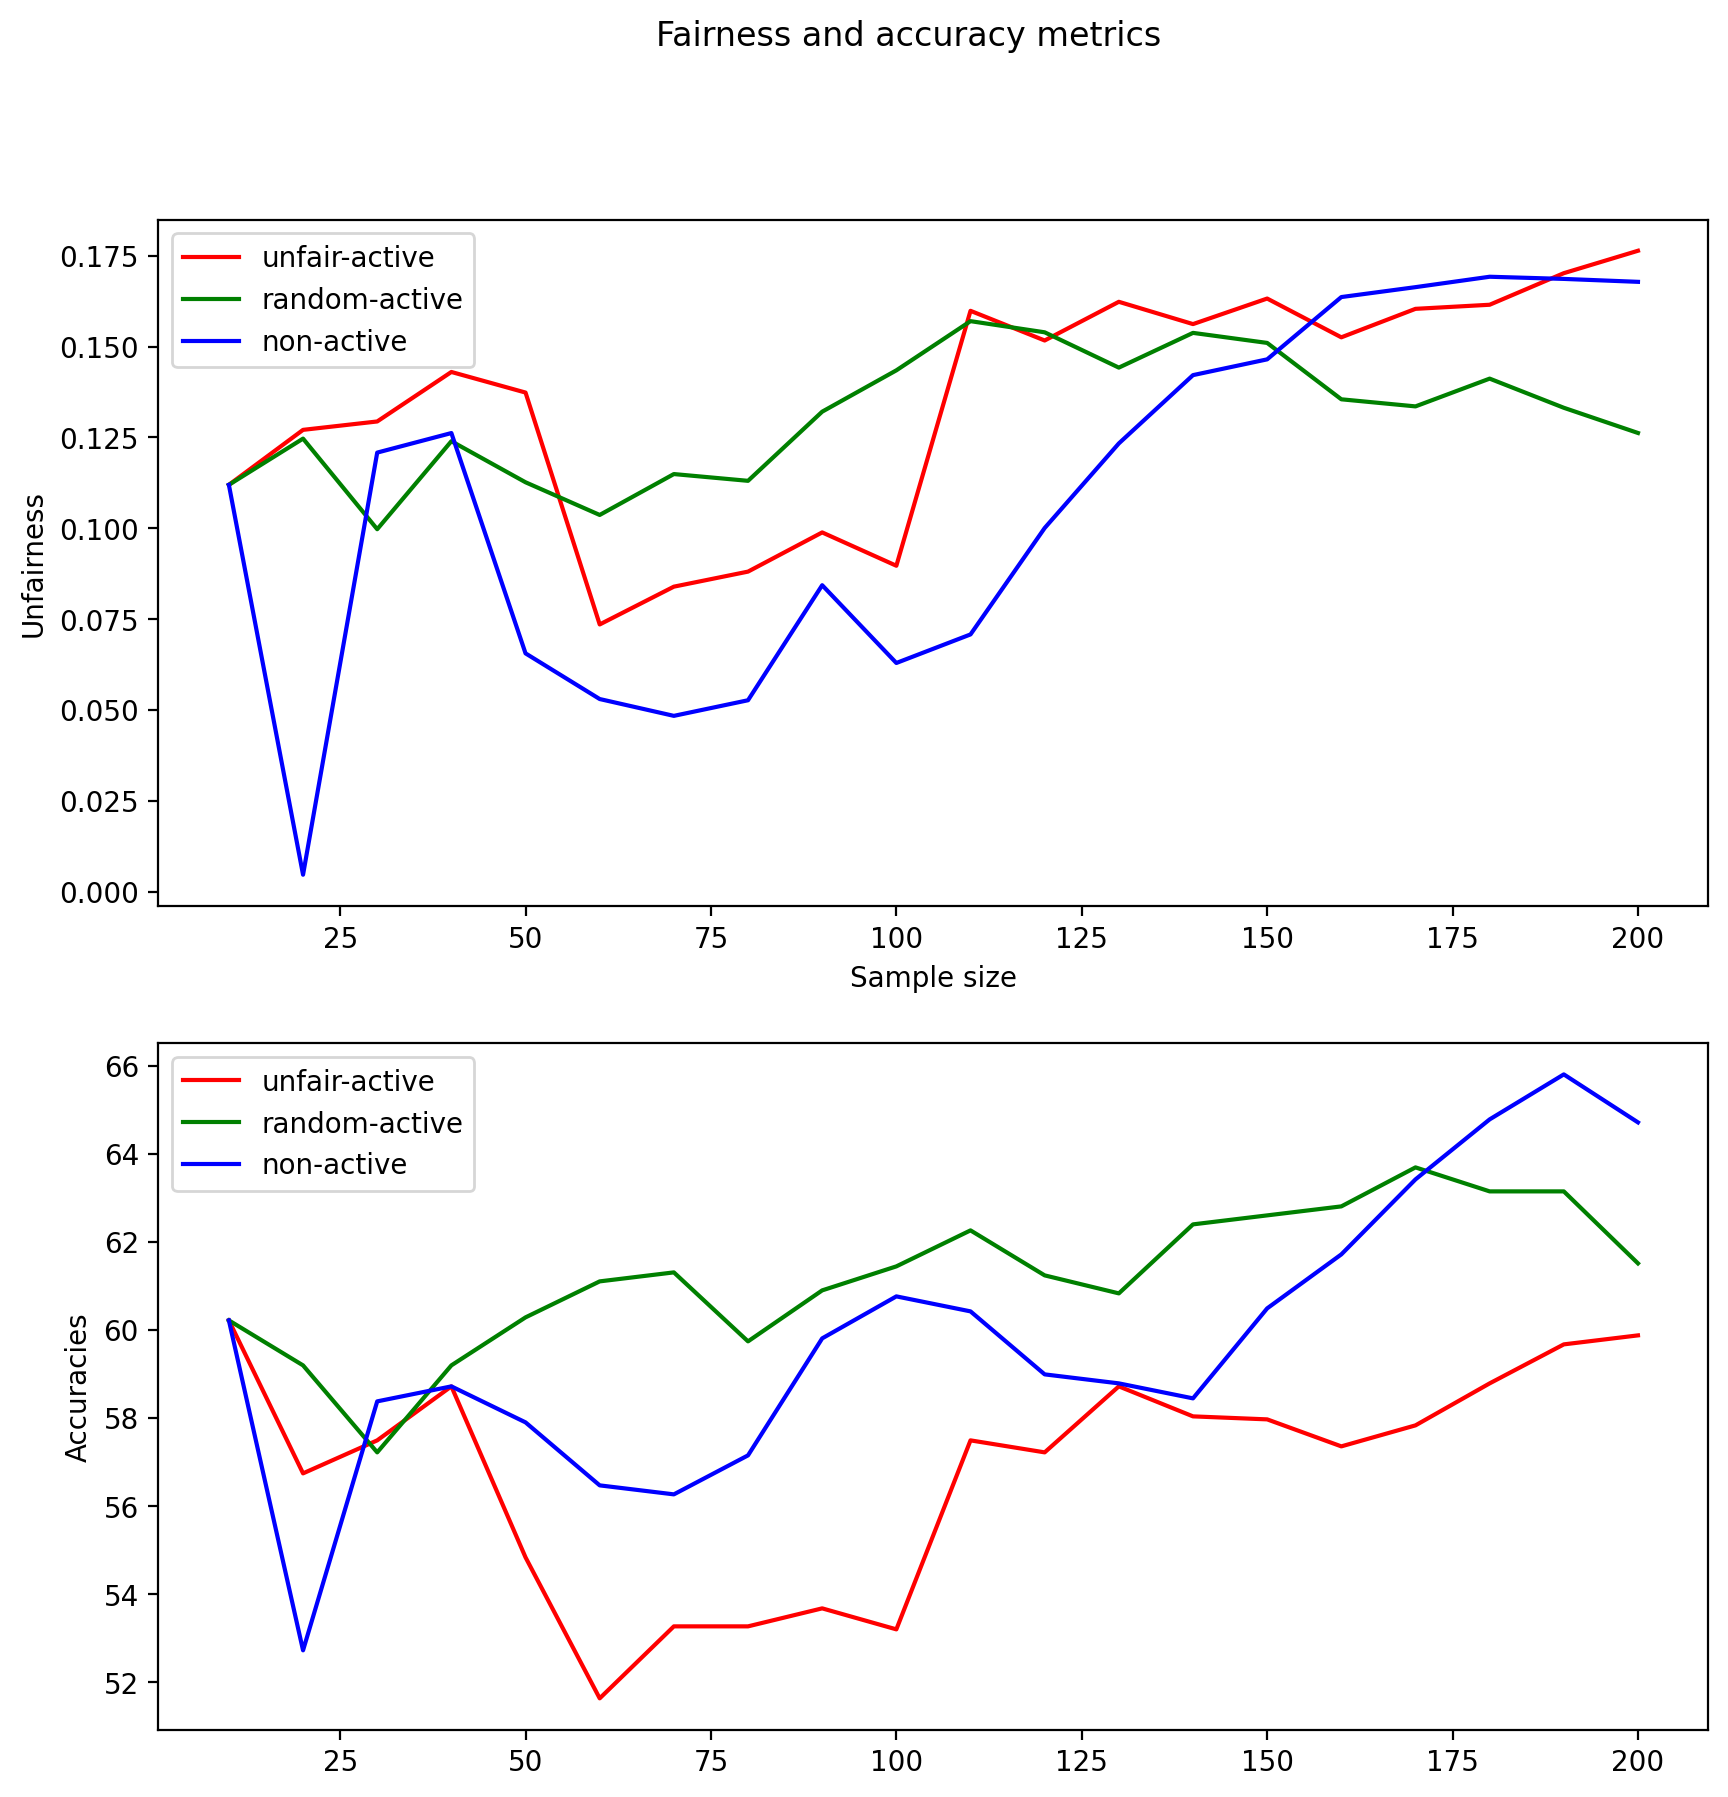 Fairness and accuracy metrics
unfair-active
random-active
non-active
0.175
0.150
0.125
0.100
0.075
0.050
0.025
0.000
Unfairness
25 50 75 100 125 150 175 200
Sample size
unfair-active
random-active
non-active
66
64
62
60
58
56
54
52
Accuracies
25 50 75 100 125 150 175 200